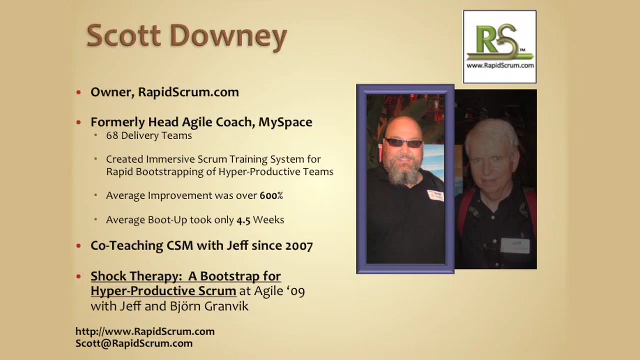 Scott Downey
RS™
www.RapidScrum.com
• Owner, RapidScrum.com
• Formerly Head Agile Coach, MySpace
• 68 Delivery Teams
• Created Immersive Scrum Training System for
Rapid Bootstrapping of Hyper-Productive Teams
• Average Improvement was over 600%
• Average Boot-Up took only 4.5 Weeks
• Co-Teaching CSM with Jeff since 2007
• Shock Therapy: A Bootstrap for
Hyper-Productive Scrum at Agile ‘09
with Jeff and Björn Granvik
http://www.RapidScrum.com
Scott@RapidScrum.com